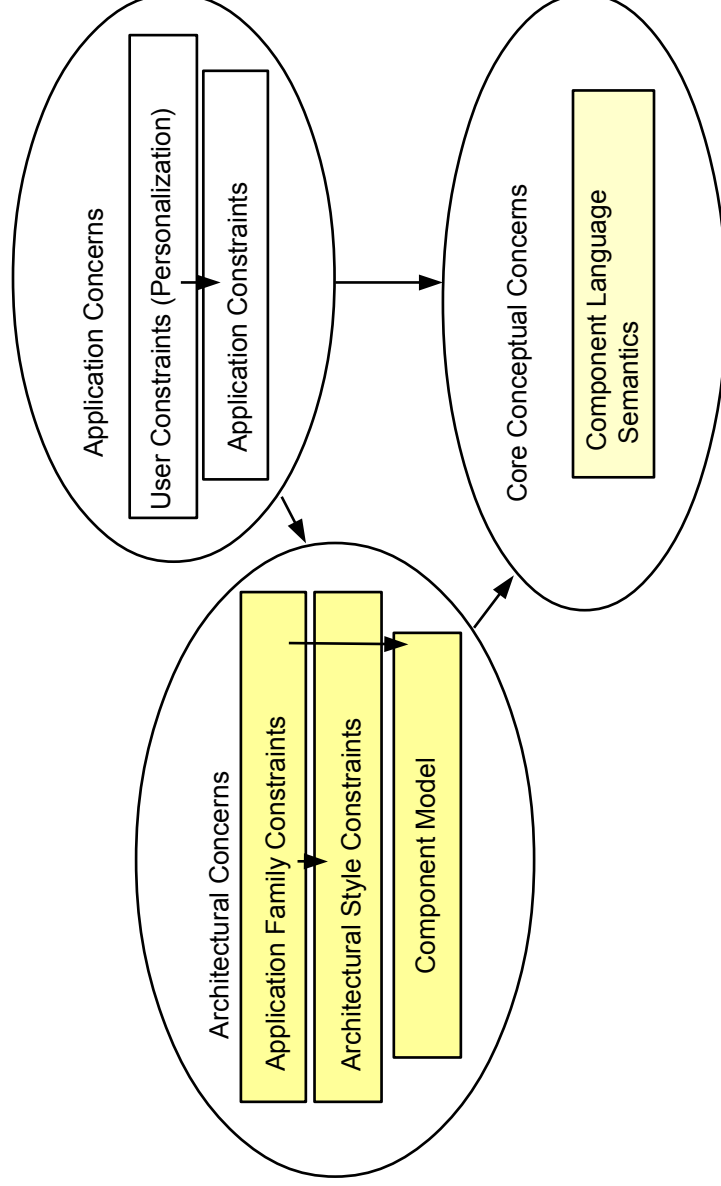 Application Concerns
User Constraints (Personalization)
Application Constraints
Architectural Concerns
Application Family Constraints
Architectural Style Constraints
Component Model
Core Conceptual Concerns
Component Language
Semantics